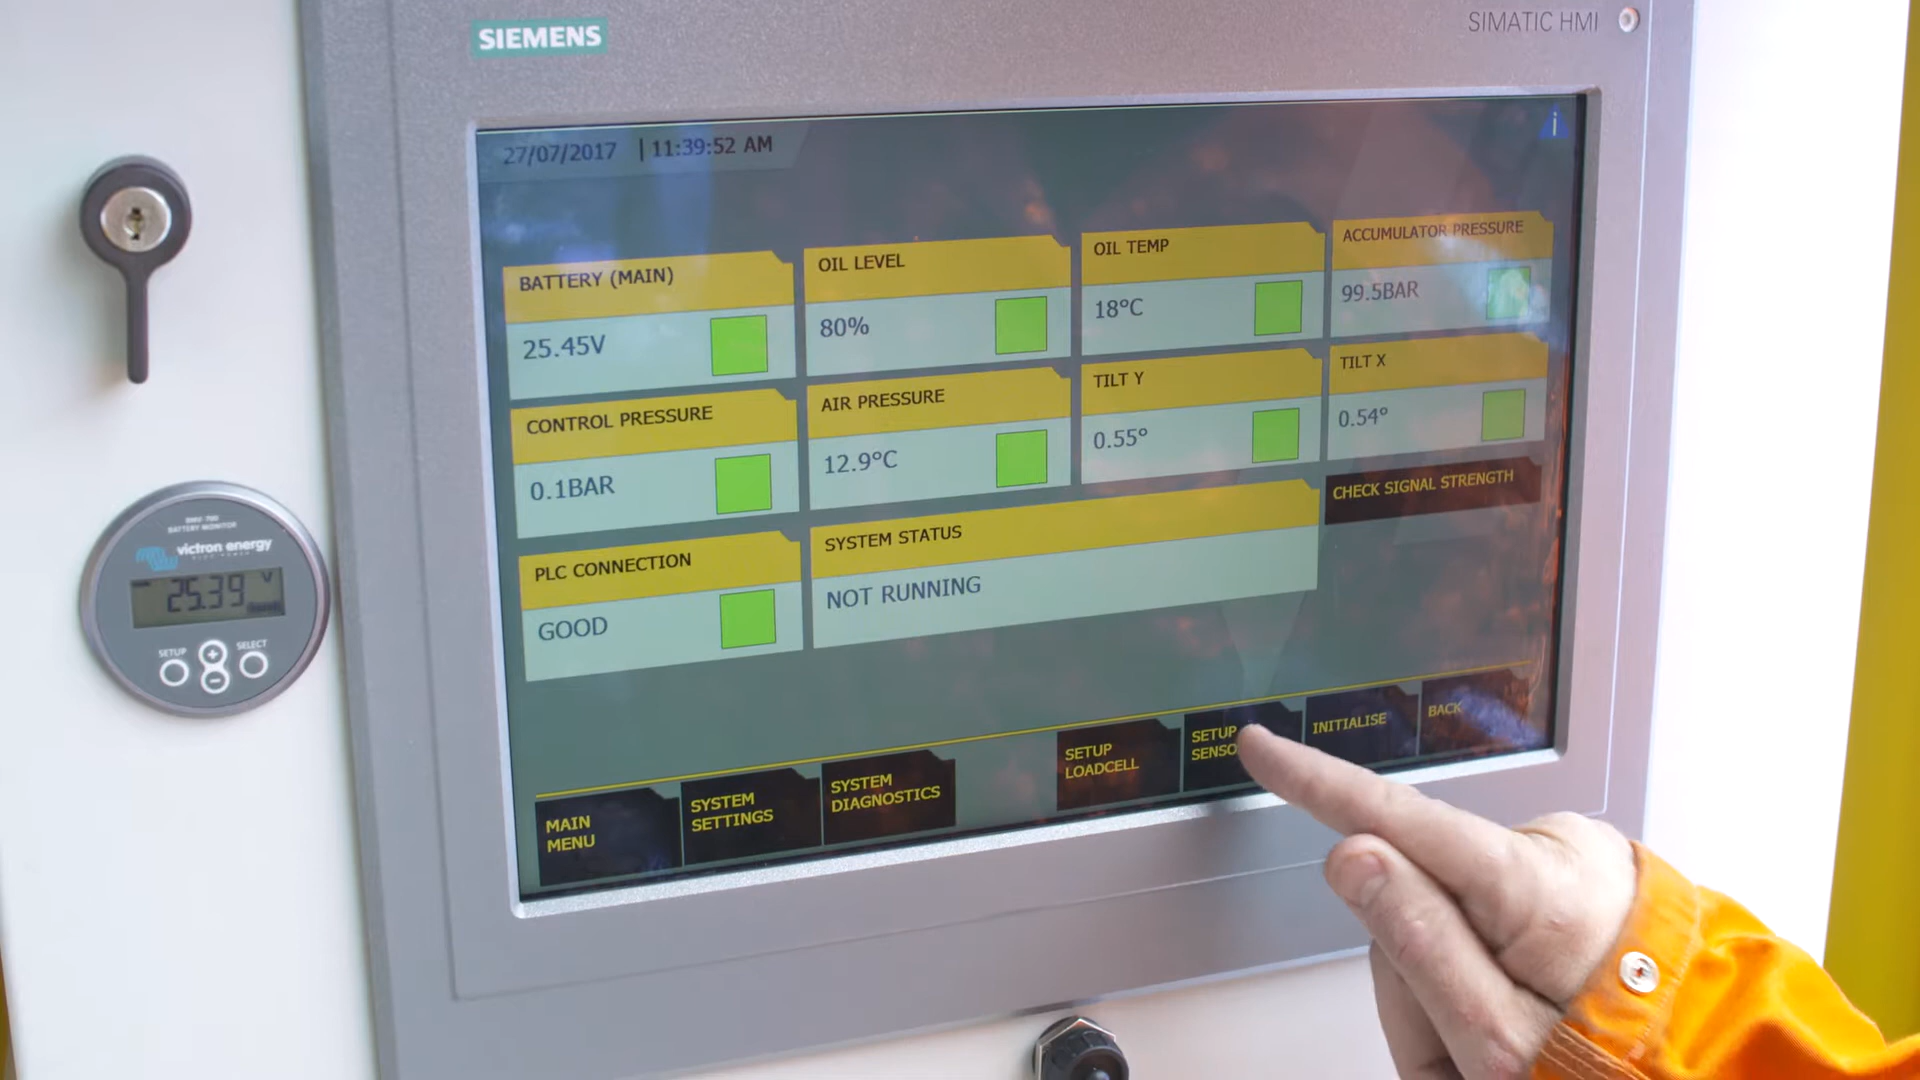 SIEMENS
SIMATIC HMI
27/07/2017 | 11:39:52 AM
i
BATTERY (MAIN)
25.45V
OIL LEVEL
80%
OIL TEMP
18°C
ACCUMULATOR PRESSURE
99.5BAR
CONTROL PRESSURE
0.1BAR
AIR PRESSURE
12.9°C
TILT Y
0.55°
TILT X
0.54°
CHECK SIGNAL STRENGTH
PLC CONNECTION
GOOD
SYSTEM STATUS
NOT RUNNING
MAIN
MENU
SYSTEM
SETTINGS
SYSTEM
DIAGNOSTICS
SETUP
LOADCELL
SETUP
INITIALISE
BACK
BATTERY MONITOR
victron energy
25.39 V
SETUP
SELECT
+
-